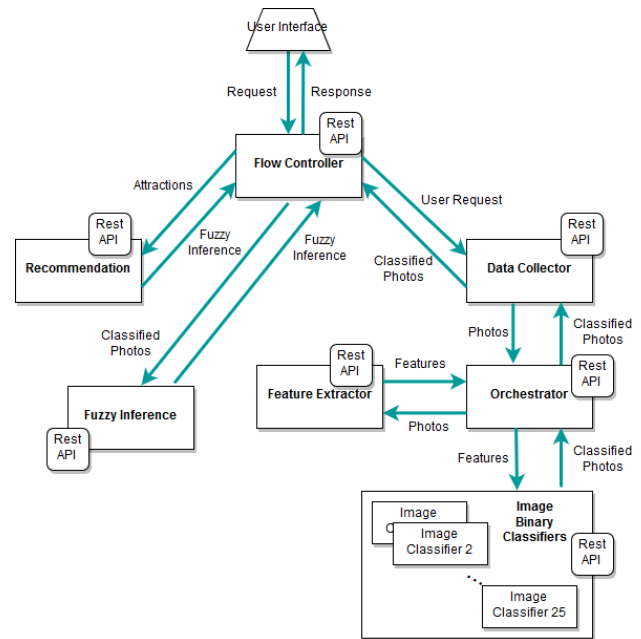 User Interface
Request
Response
Rest
API
Flow Controller
Attractions
User Request
Rest
API
Fuzzy
Inference
Fuzzy
Inference
Classified
Photos
Rest
API
Recommendation
Data Collector
Classified
Photos
Photos
Classified
Photos
Rest
API
Features
Rest
API
Fuzzy Inference
Feature Extractor
Orchestrator
Rest
API
Photos
Features
Classified
Photos
Image
Image
Classifier 2
Image
Binary
Classifiers
Rest
API
Image
Classifier 25